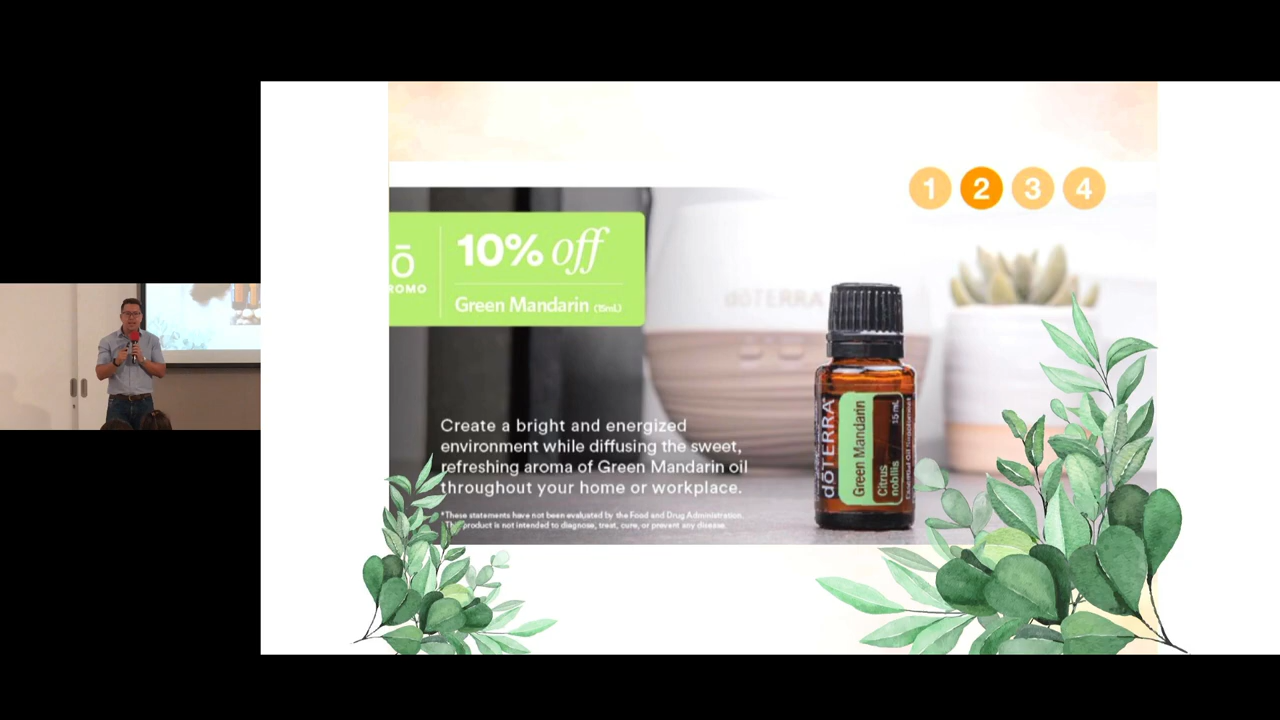 1 2 3 4
ō
ROMO
10% off
Green Mandarin (15mL)
dōTERRA
Create a bright and energized
environment while diffusing the sweet,
refreshing aroma of Green Mandarin oil
throughout your home or workplace.
*These statements have not been evaluated by the Food and Drug Administration.
product is not intended to diagnose, treat, cure, or prevent any disease.
dōTERRA
Green Mandarin
Citrus
nobilis
15 mL